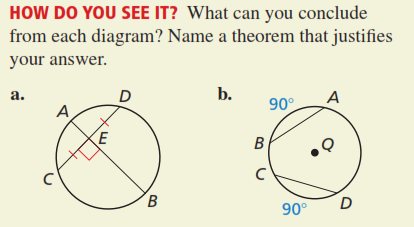 HOW DO YOU SEE IT? What can you conclude
from each diagram? Name a theorem that justifies
your answer.
a. b.
D
A
E
C
B
90° A
B Q
C
90° D